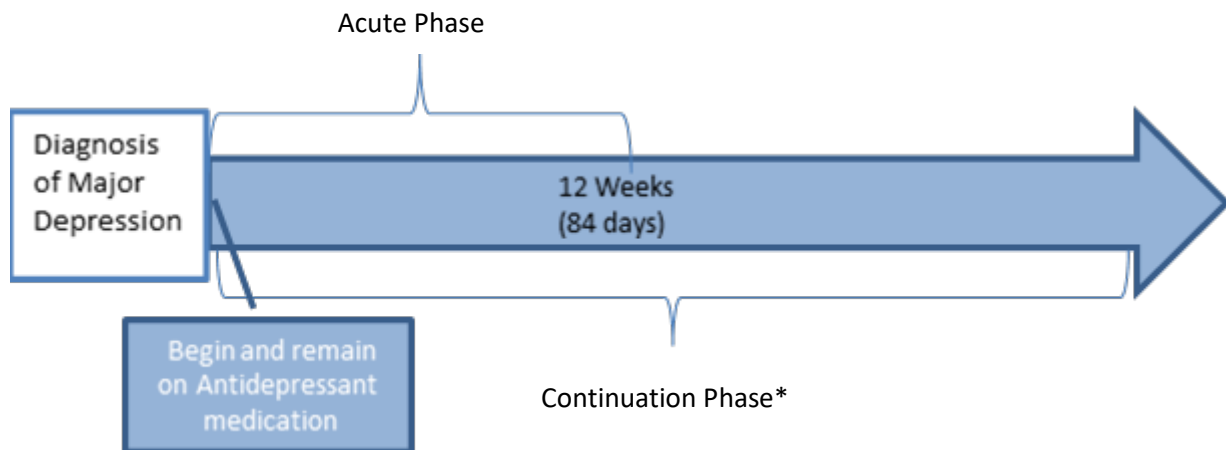 Acute Phase
Diagnosis
of Major
Depression
12 Weeks
(84 days)
Begin and remain
on Antidepressant
medication
Continuation Phase*